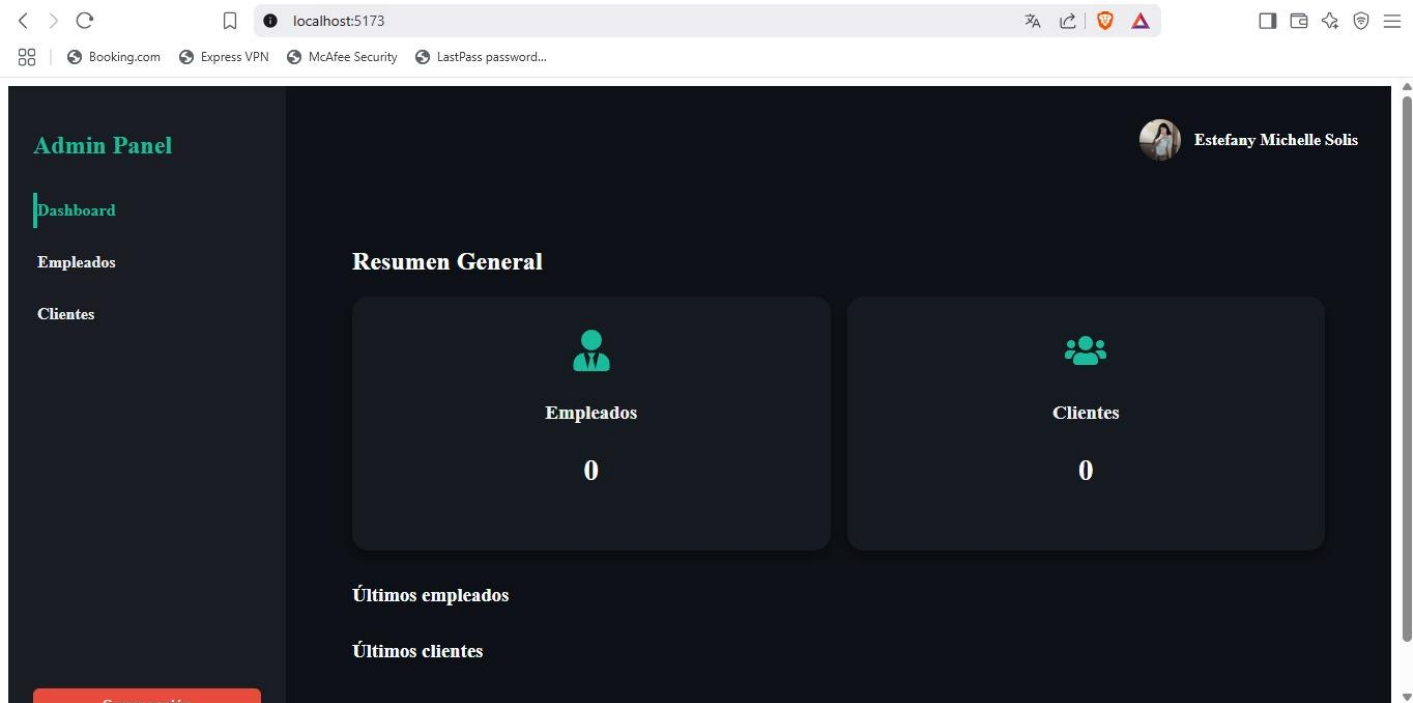 localhost:5173
Booking.com Express VPN McAfee Security LastPass password...
Admin Panel
Estefany Michelle Solis
Dashboard
Empleados
Clientes
Resumen General
Empleados
0
Clientes
0
Últimos empleados
Últimos clientes